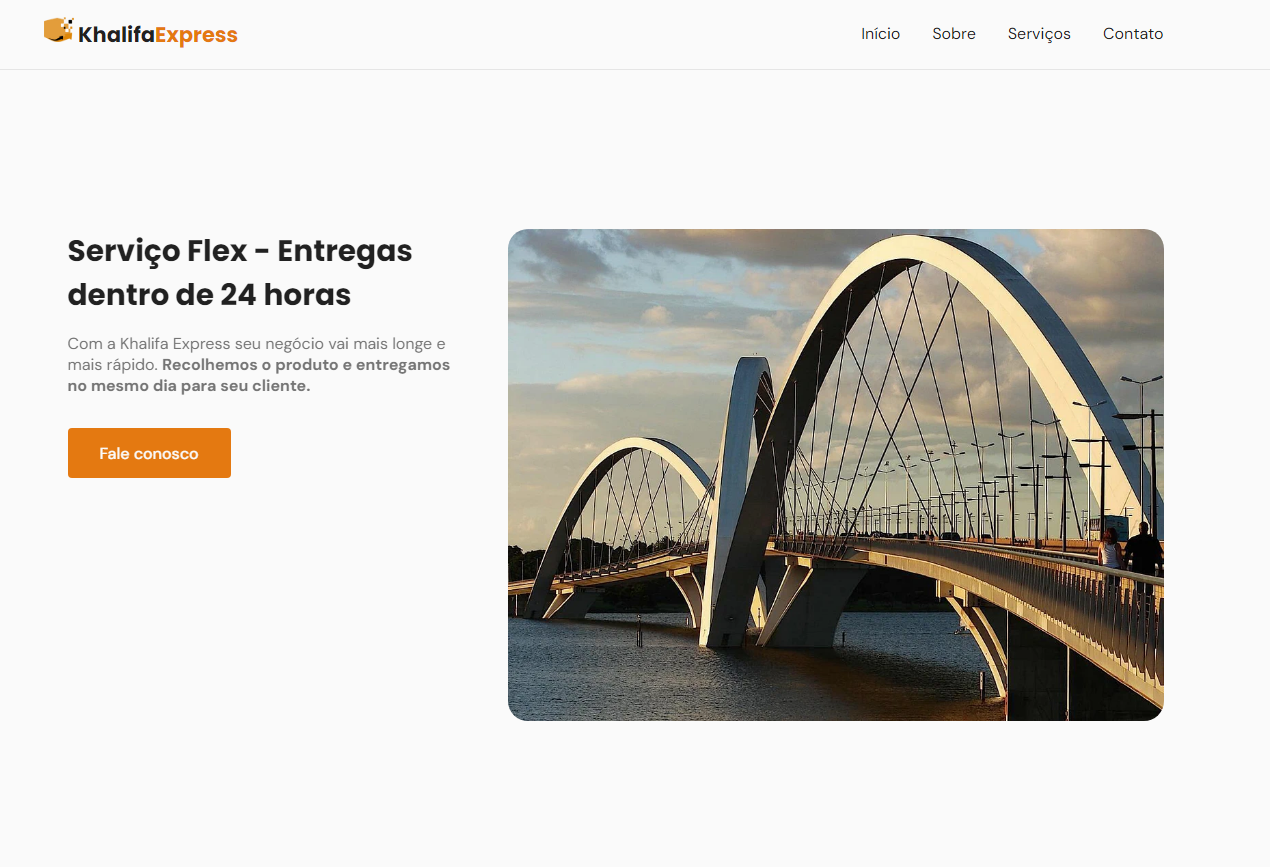 KhalifaExpress
Início
Sobre
Serviços
Contato
Serviço Flex - Entregas
dentro de 24 horas
Com a Khalifa Express seu negócio vai mais longe e
mais rápido. Recolhemos o produto e entregamos
no mesmo dia para seu cliente.
Fale conosco